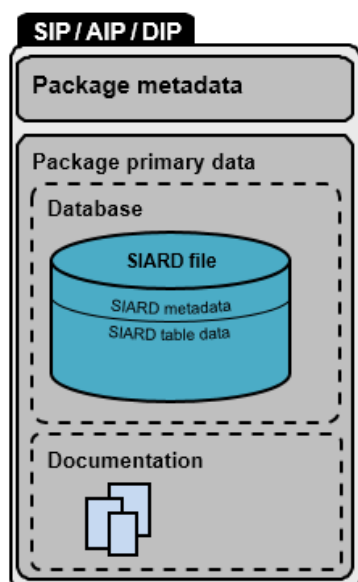 SIP / AIP / DIP
Package metadata
Package primary data
Database
SIARD file
SIARD metadata
SIARD table data
Documentation